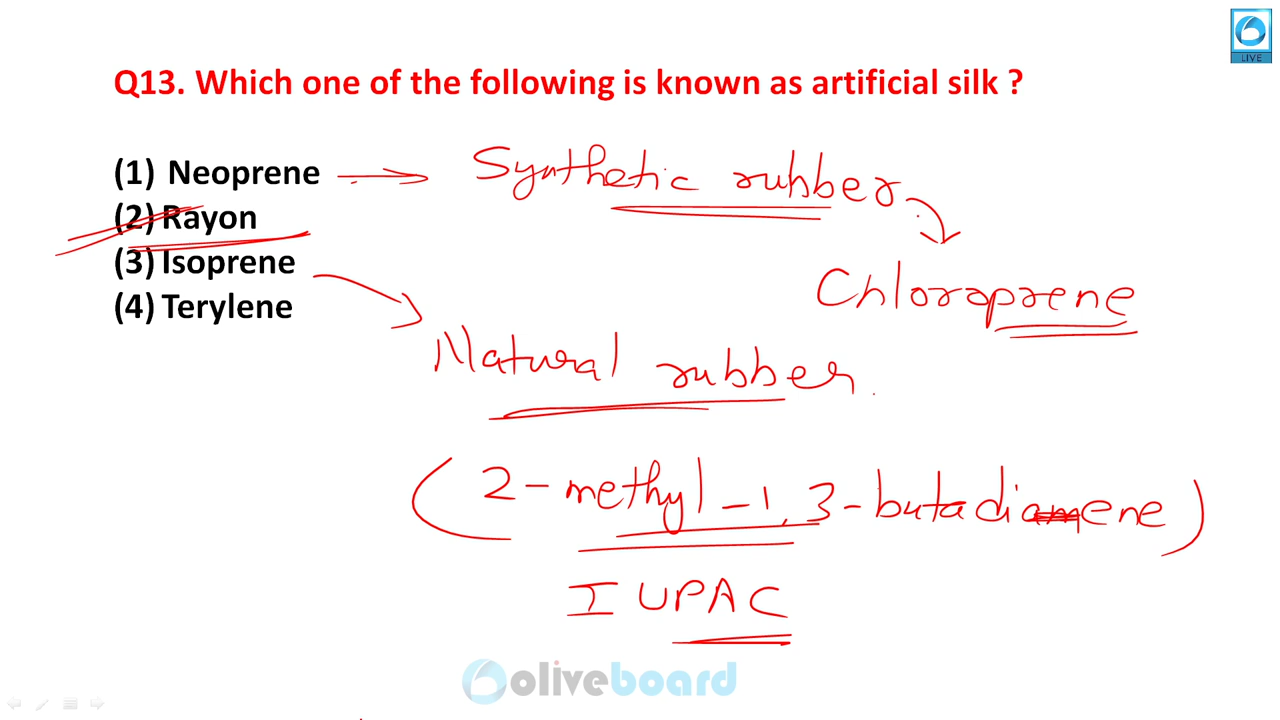 LIVE
Q13. Which one of the following is known as artificial silk ?
(1) Neoprene
Synthetic rubber
(2) Rayon
(3) Isoprene
Chloroprene
(4) Terylene
Natural rubber
(2-methyl-1,3-butadiene)
IUPAC
oliveboard